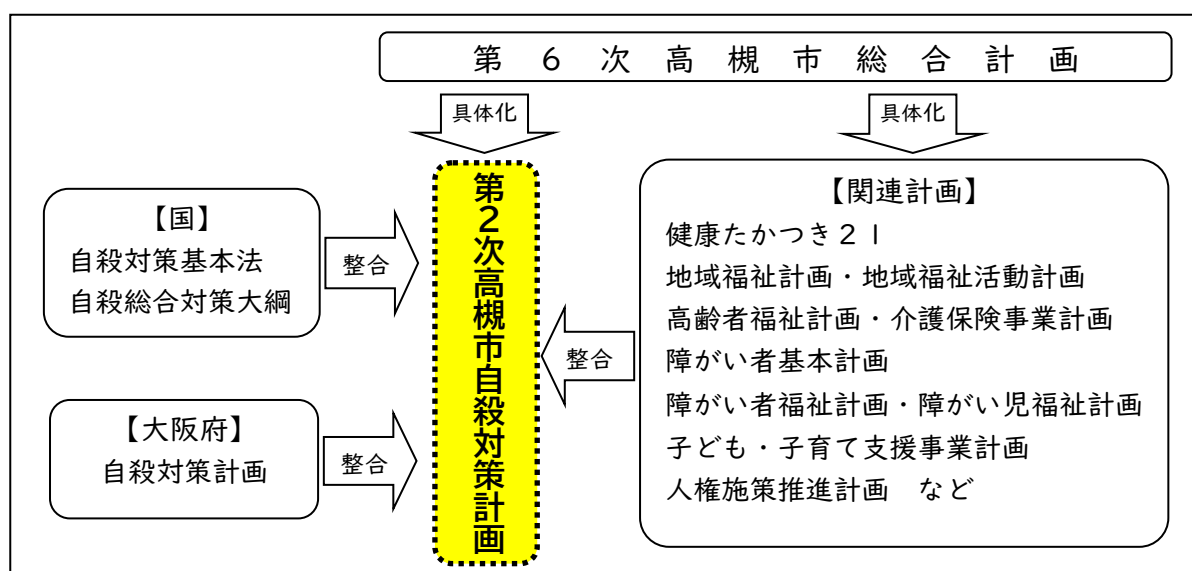 第６次高槻市総合計画
具体化
具体化
【国】
自殺対策基本法
自殺総合対策大綱
整合
【大阪府】
自殺対策計画
整合
第２次高槻市自殺対策計画
整合
【関連計画】
健康たかつき２１
地域福祉計画・地域福祉活動計画
高齢者福祉計画・介護保険事業計画
障がい者基本計画
障がい者福祉計画・障がい児福祉計画
子ども・子育て支援事業計画
人権施策推進計画　など